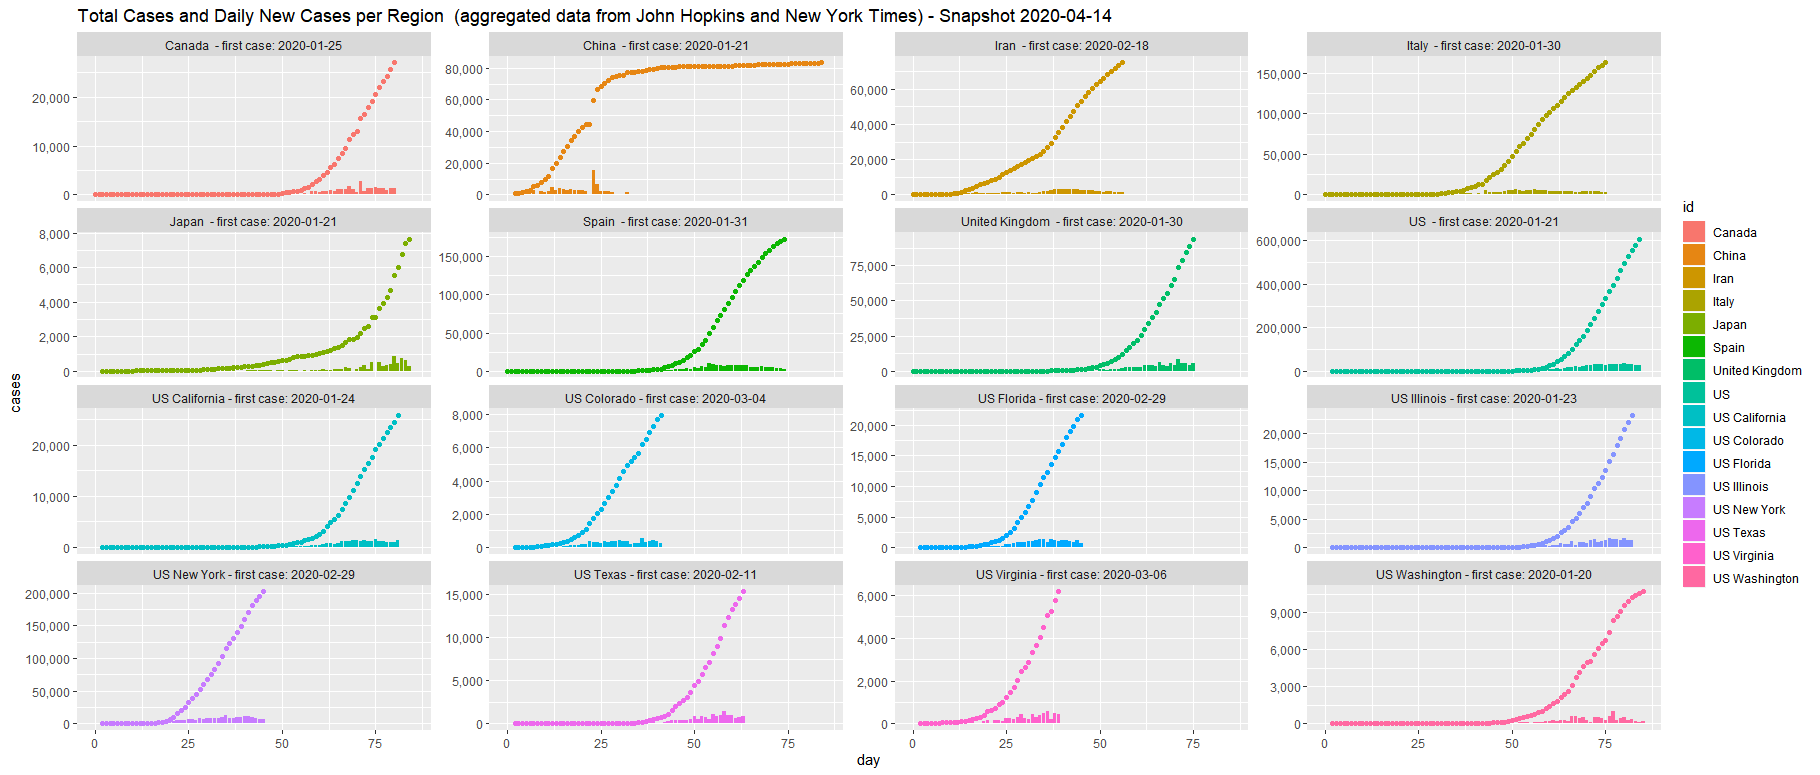 Total Cases and Daily New Cases per Region  (aggregated data from John Hopkins and New York Times) - Snapshot 2020-04-14
Canada  - first case: 2020-01-25
China  - first case: 2020-01-21
Iran  - first case: 2020-02-18
Italy  - first case: 2020-01-30
20,000
10,000
0
80,000
60,000
40,000
20,000
0
60,000
40,000
20,000
0
150,000
100,000
50,000
0
Japan  - first case: 2020-01-21
Spain  - first case: 2020-01-31
United Kingdom  - first case: 2020-01-30
US  - first case: 2020-01-21
8,000
6,000
4,000
2,000
0
150,000
100,000
50,000
0
75,000
50,000
25,000
0
600,000
400,000
200,000
0
US California - first case: 2020-01-24
US Colorado - first case: 2020-03-04
US Florida - first case: 2020-02-29
US Illinois - first case: 2020-01-23
20,000
10,000
0
8,000
6,000
4,000
2,000
0
20,000
15,000
10,000
5,000
0
20,000
15,000
10,000
5,000
0
US New York - first case: 2020-02-29
US Texas - first case: 2020-02-11
US Virginia - first case: 2020-03-06
US Washington - first case: 2020-01-20
200,000
150,000
100,000
50,000
0
15,000
10,000
5,000
0
6,000
4,000
2,000
0
9,000
6,000
3,000
0
0 25 50 75
0 25 50 75
0 25 50 75
0 25 50 75
day
cases
id
Canada
China
Iran
Italy
Japan
Spain
United Kingdom
US
US California
US Colorado
US Florida
US Illinois
US New York
US Texas
US Virginia
US Washington